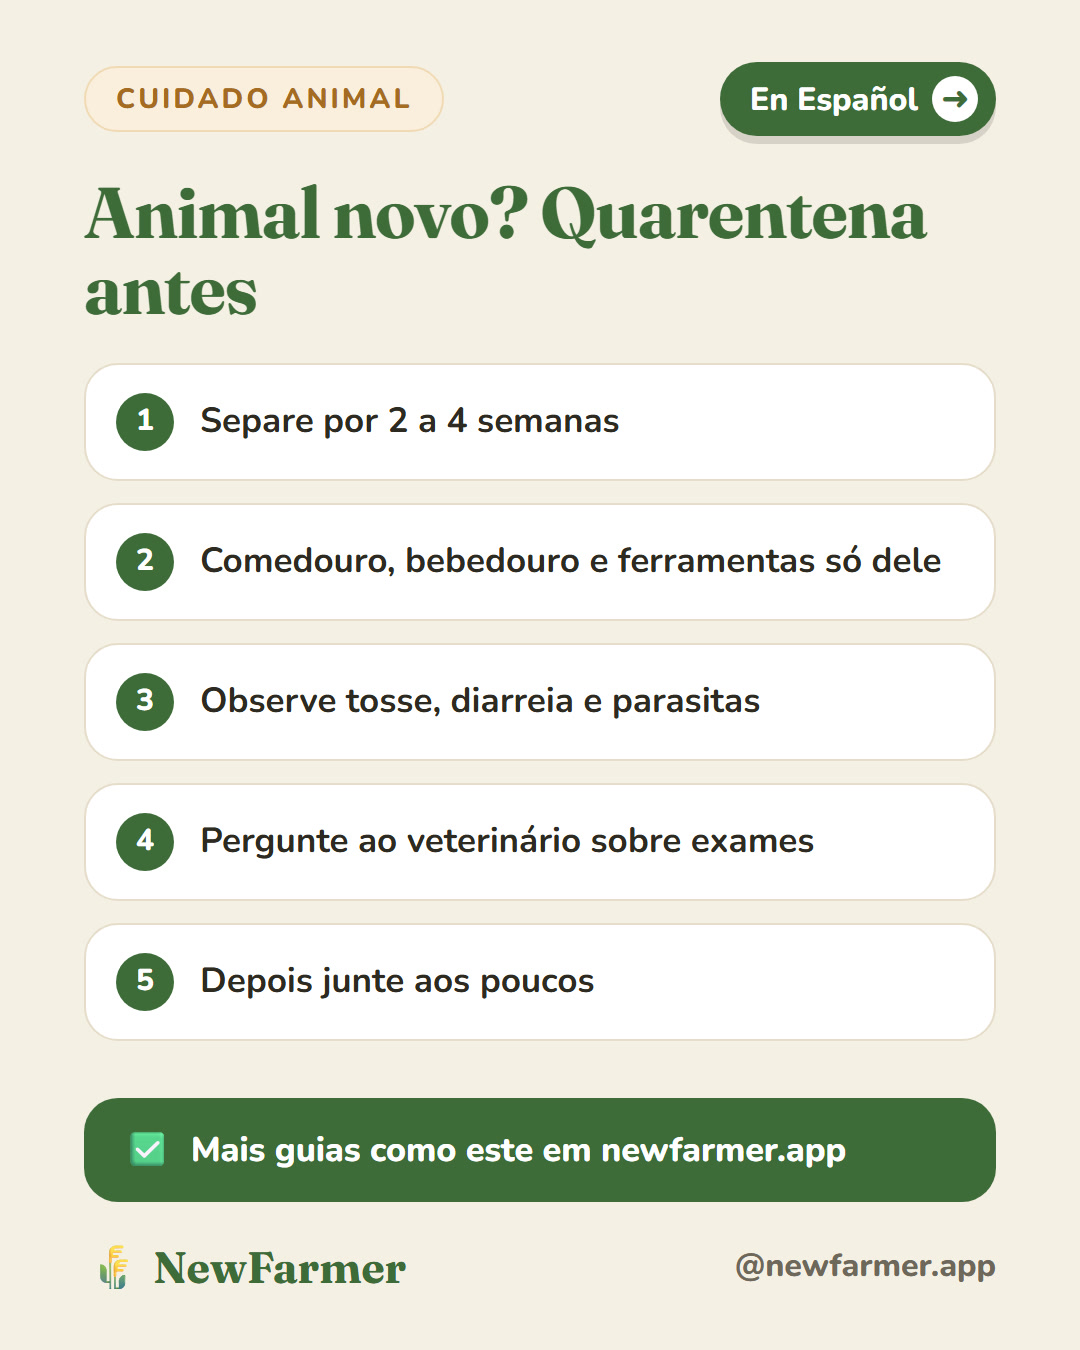 CUIDADO ANIMAL
En Español
Animal novo? Quarentena
antes
1 Separe por 2 a 4 semanas
2 Comedouro, bebedouro e ferramentas só dele
3 Observe tosse, diarreia e parasitas
4 Pergunte ao veterinário sobre exames
5 Depois junte aos poucos
Mais guias como este em newfarmer.app
NewFarmer
@newfarmer.app